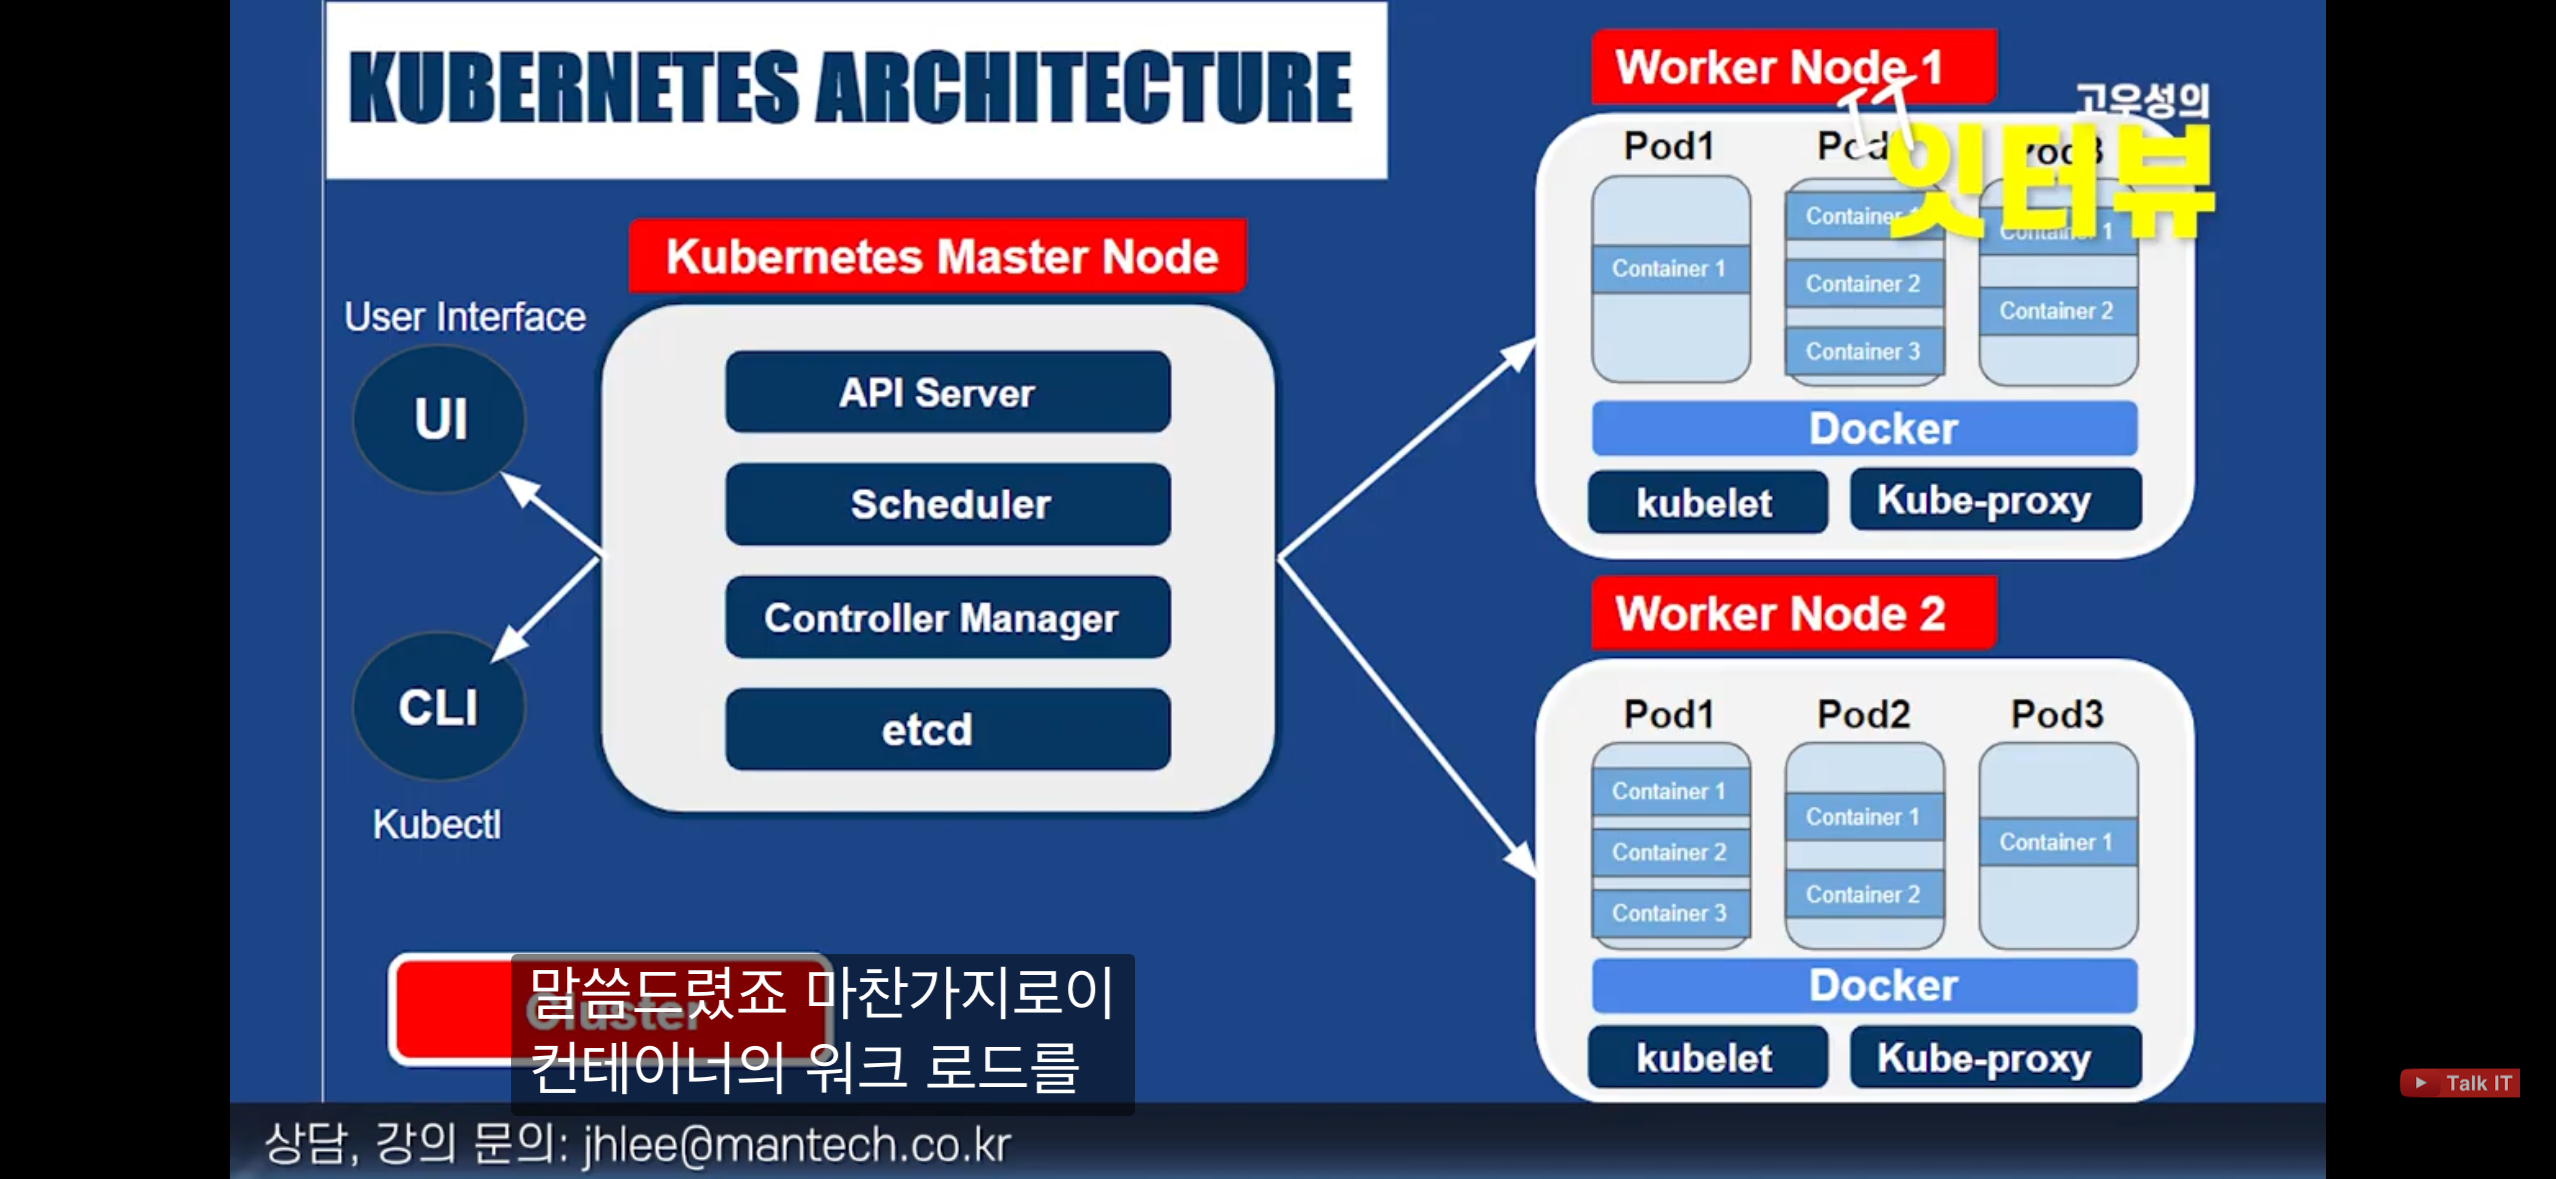 KUBERNETES ARCHITECTURE
Kubernetes Master Node
User Interface
UI
CLI
Kubectl
API Server
Scheduler
Controller Manager
etcd
Worker Node 1
고우성의
잇터뷰
IT
Pod1
Container 1
Container 2
Container 3
Container 1
Container 2
Docker
kubelet
Kube-proxy
Worker Node 2
Pod1
Pod2
Pod3
Container 1
Container 2
Container 3
Container 1
Container 2
Container 1
Docker
kubelet
Kube-proxy
Cluster
말씀드렸죠 마찬가지로이
컨테이너의 워크 로드를
상담, 강의 문의: jhlee@mantech.co.kr
Talk IT